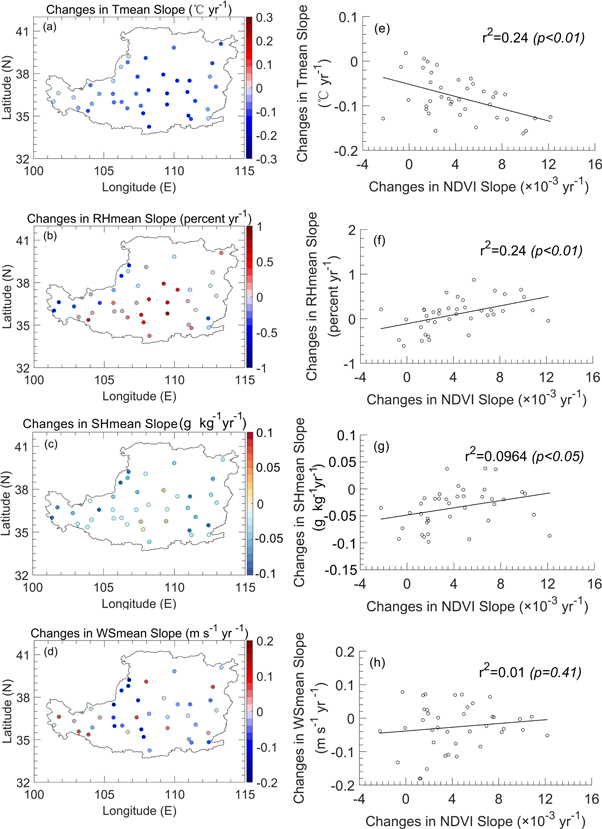 Changes in Tmean Slope (℃ yr-1)
(a)
41
38
35
32
Latitude (N)
100 105 110 115
Longitude (E)
0.3
0.2
0.1
0
-0.1
-0.2
-0.3
(e)
r2=0.24 (p<0.01)
0.1
0
-0.1
-0.2
Changes in Tmean Slope
(℃ yr-1)
-4 0 4 8 12 16
Changes in NDVI Slope (×10-3 yr-1)
Changes in RHmean Slope (percent yr-1)
(b)
41
38
35
32
Latitude (N)
100 105 110 115
Longitude (E)
1
0.5
0
-0.5
-1
(f)
r2=0.24 (p<0.01)
2
1
0
-1
Changes in RHmean Slope
(percent yr-1)
-4 0 4 8 12 16
Changes in NDVI Slope (×10-3 yr-1)
Changes in SHmean Slope (g kg-1yr-1)
(c)
41
38
35
32
Latitude (N)
100 105 110 115
Longitude (E)
0.1
0.05
0
-0.05
-0.1
(g)
r2=0.0964 (p<0.05)
0.1
0.05
0
-0.05
-0.1
-0.15
Changes in SHmean Slope
(g kg-1yr-1)
-4 0 4 8 12 16
Changes in NDVI Slope (×10-3 yr-1)
Changes in WSmean Slope (m s-1 yr-1)
(d)
41
38
35
32
Latitude (N)
100 105 110 115
Longitude (E)
0.2
0.1
0
-0.1
-0.2
(h)
r2=0.01 (p=0.41)
0.2
0.1
0
-0.1
-0.2
Changes in WSmean Slope
(m s-1 yr-1)
-4 0 4 8 12 16
Changes in NDVI Slope (×10-3 yr-1)